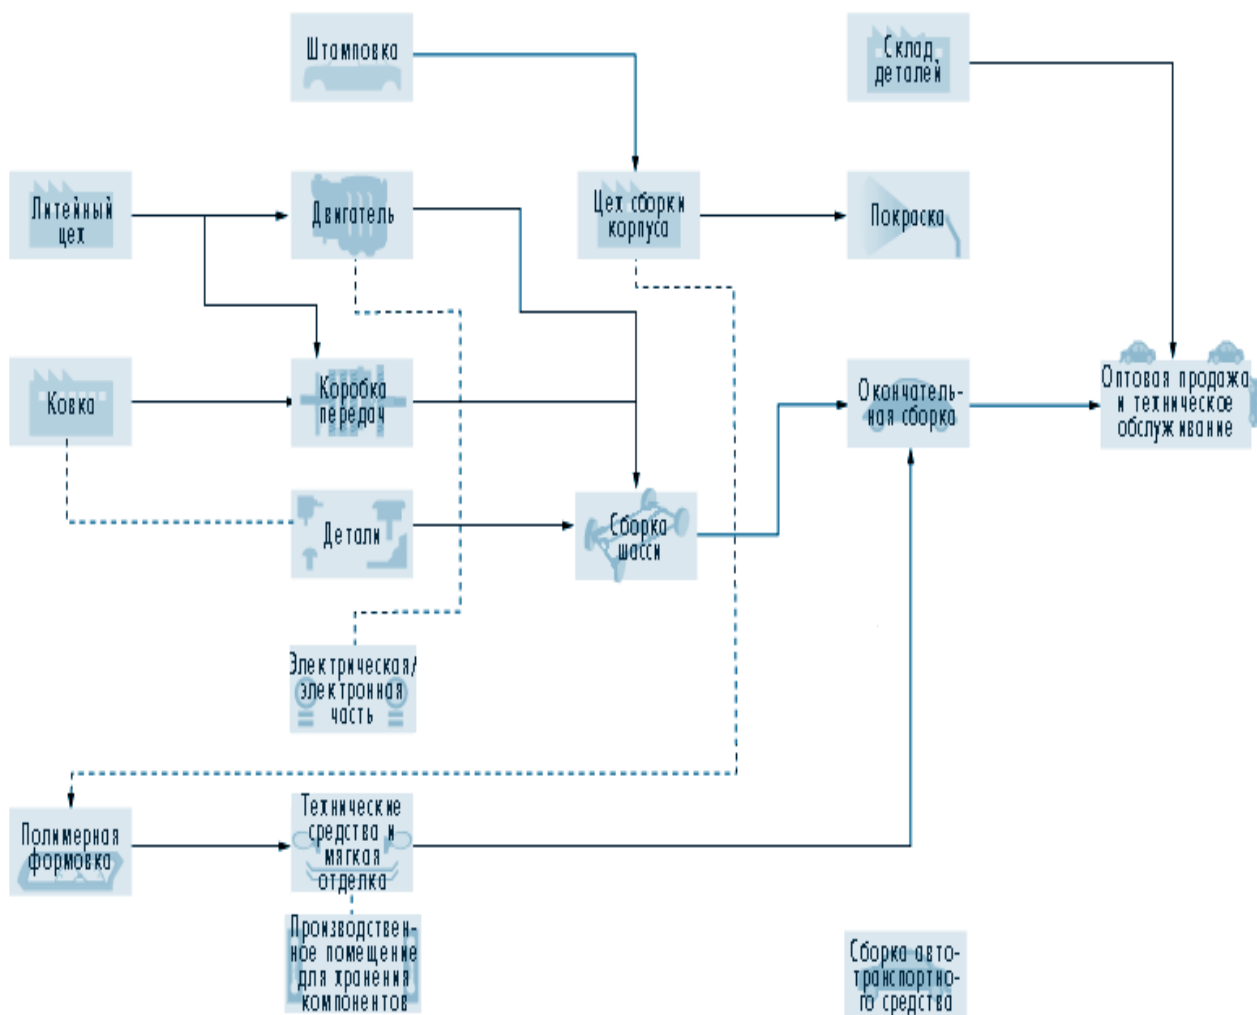 Штамповка
Склад
деталей
Литейный
цех
Двигатель
Цех сборки
корпуса
Покраска
Ковка
Коробка
передач
Окончатель-
ная сборка
Оптовая продажа
и техническое
обслуживание
Детали
Сборка
шасси
Электрическая/
электронная
часть
Полимерная
формовка
Технические
средства и
мягкая
отделка
Производствен-
ное помещение
для хранения
компонентов
Сборка авто-
транспортно-
го средства